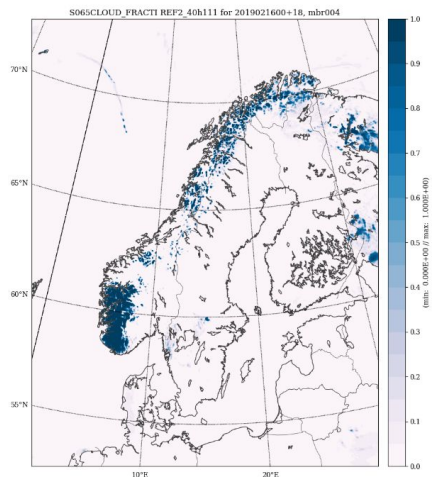 S065CLOUD_FRACTI REF2_40h111 for 2019021600+18, mbr004
70°N
65°N
60°N
55°N
10°E
20°E
1.0
0.9
0.8
0.7
0.6
0.5
0.4
0.3
0.2
0.1
0.0
(min: 0.000E+00 // max: 1.000E+00)